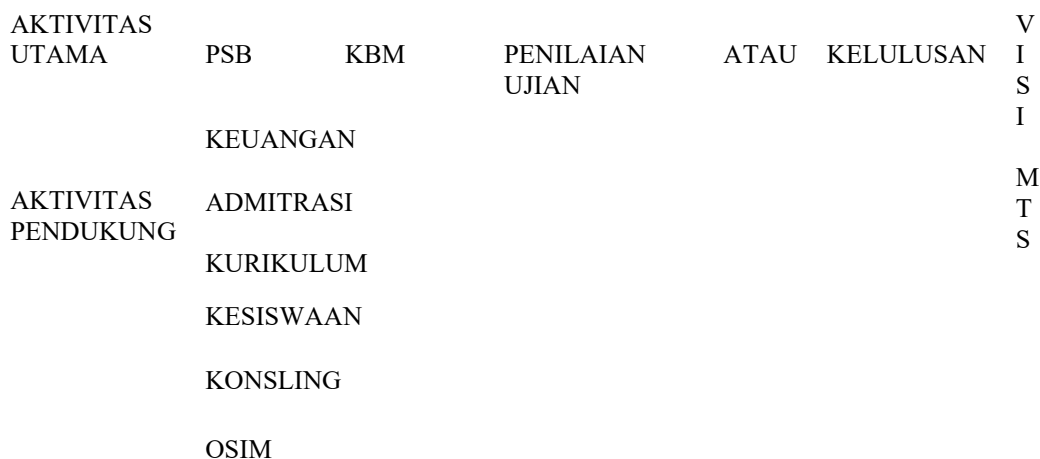 AKTIVITAS
UTAMA
PSB
KBM
PENILAIAN ATAU
UJIAN
KELULUSAN
KEUANGAN
AKTIVITAS
PENDUKUNG
ADMITRASI
KURIKULUM
KESISWAAN
KONSLING
OSIM
V
I
S
I
M
T
S